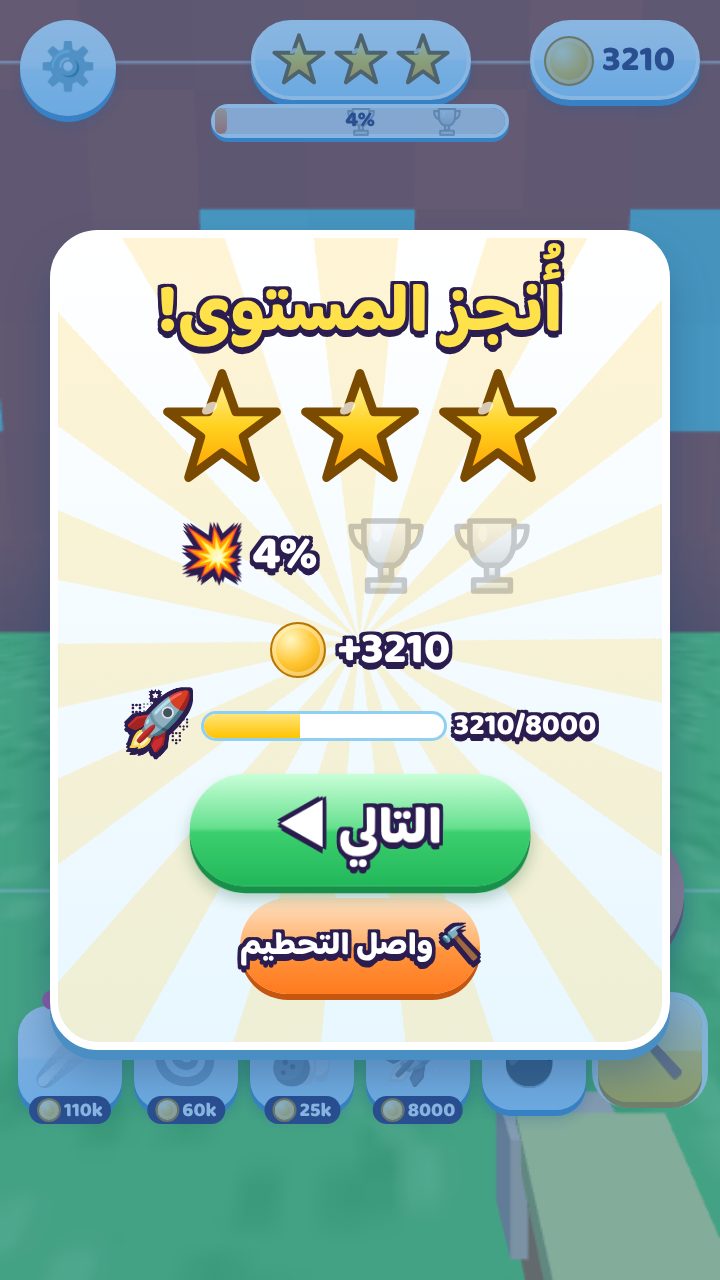 3210
4%
أُنجز المستوى!
4%
+3210
3210/8000
التالي
واصل التحطيم
110k
60k
25k
8000